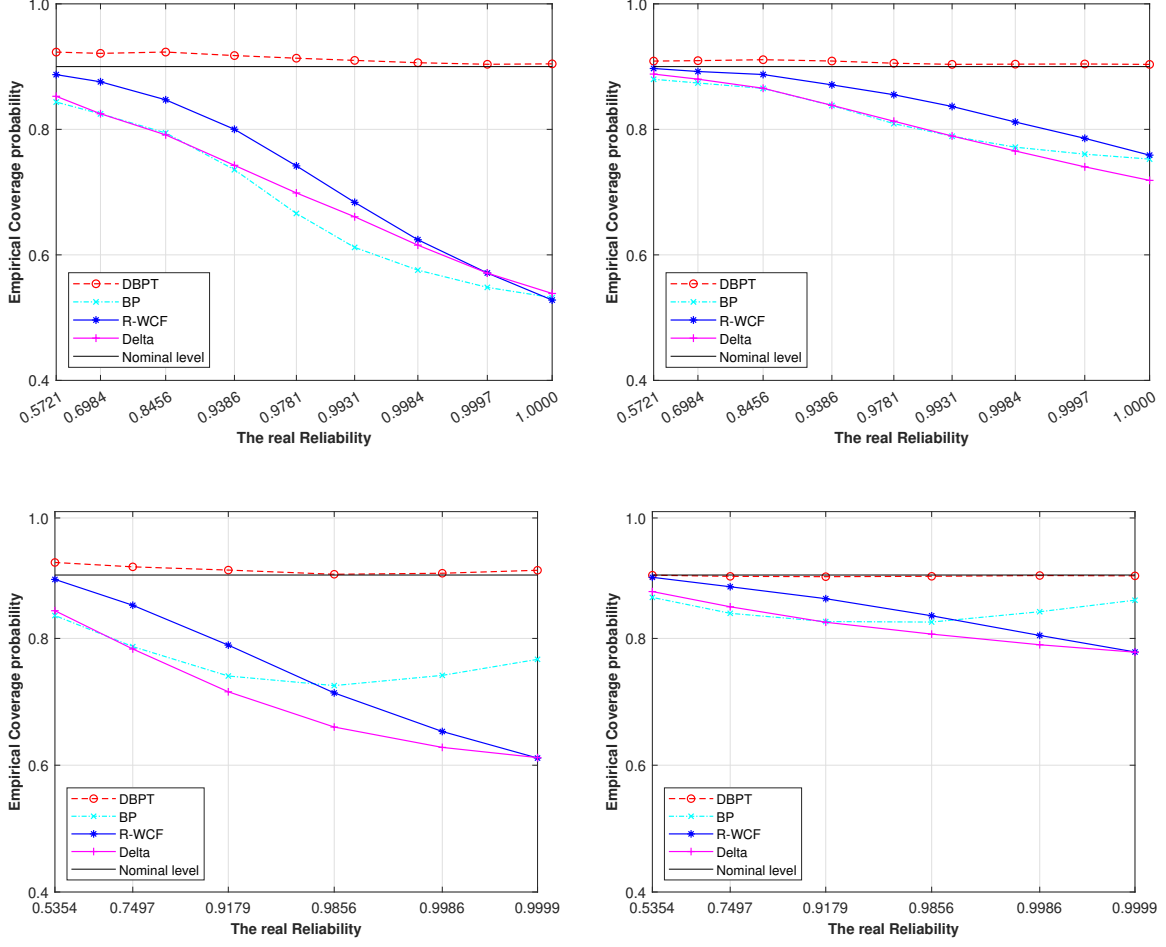 1.0
0.8
0.6
0.4
Empirical Coverage probability
DBPT
BP
R-WCF
Delta
Nominal level
0.5721
0.6984
0.8456
0.9386
0.9781
0.9931
0.9984
0.9997
1.0000
The real Reliability
1.0
0.8
0.6
0.4
Empirical Coverage probability
DBPT
BP
R-WCF
Delta
Nominal level
0.5721
0.6984
0.8456
0.9386
0.9781
0.9931
0.9984
0.9997
1.0000
The real Reliability
1.0
0.8
0.6
0.4
Empirical Coverage probability
DBPT
BP
R-WCF
Delta
Nominal level
0.5354
0.7497
0.9179
0.9856
0.9986
0.9999
The real Reliability
1.0
0.8
0.6
0.4
Empirical Coverage probability
DBPT
BP
R-WCF
Delta
Nominal level
0.5354
0.7497
0.9179
0.9856
0.9986
0.9999
The real Reliability